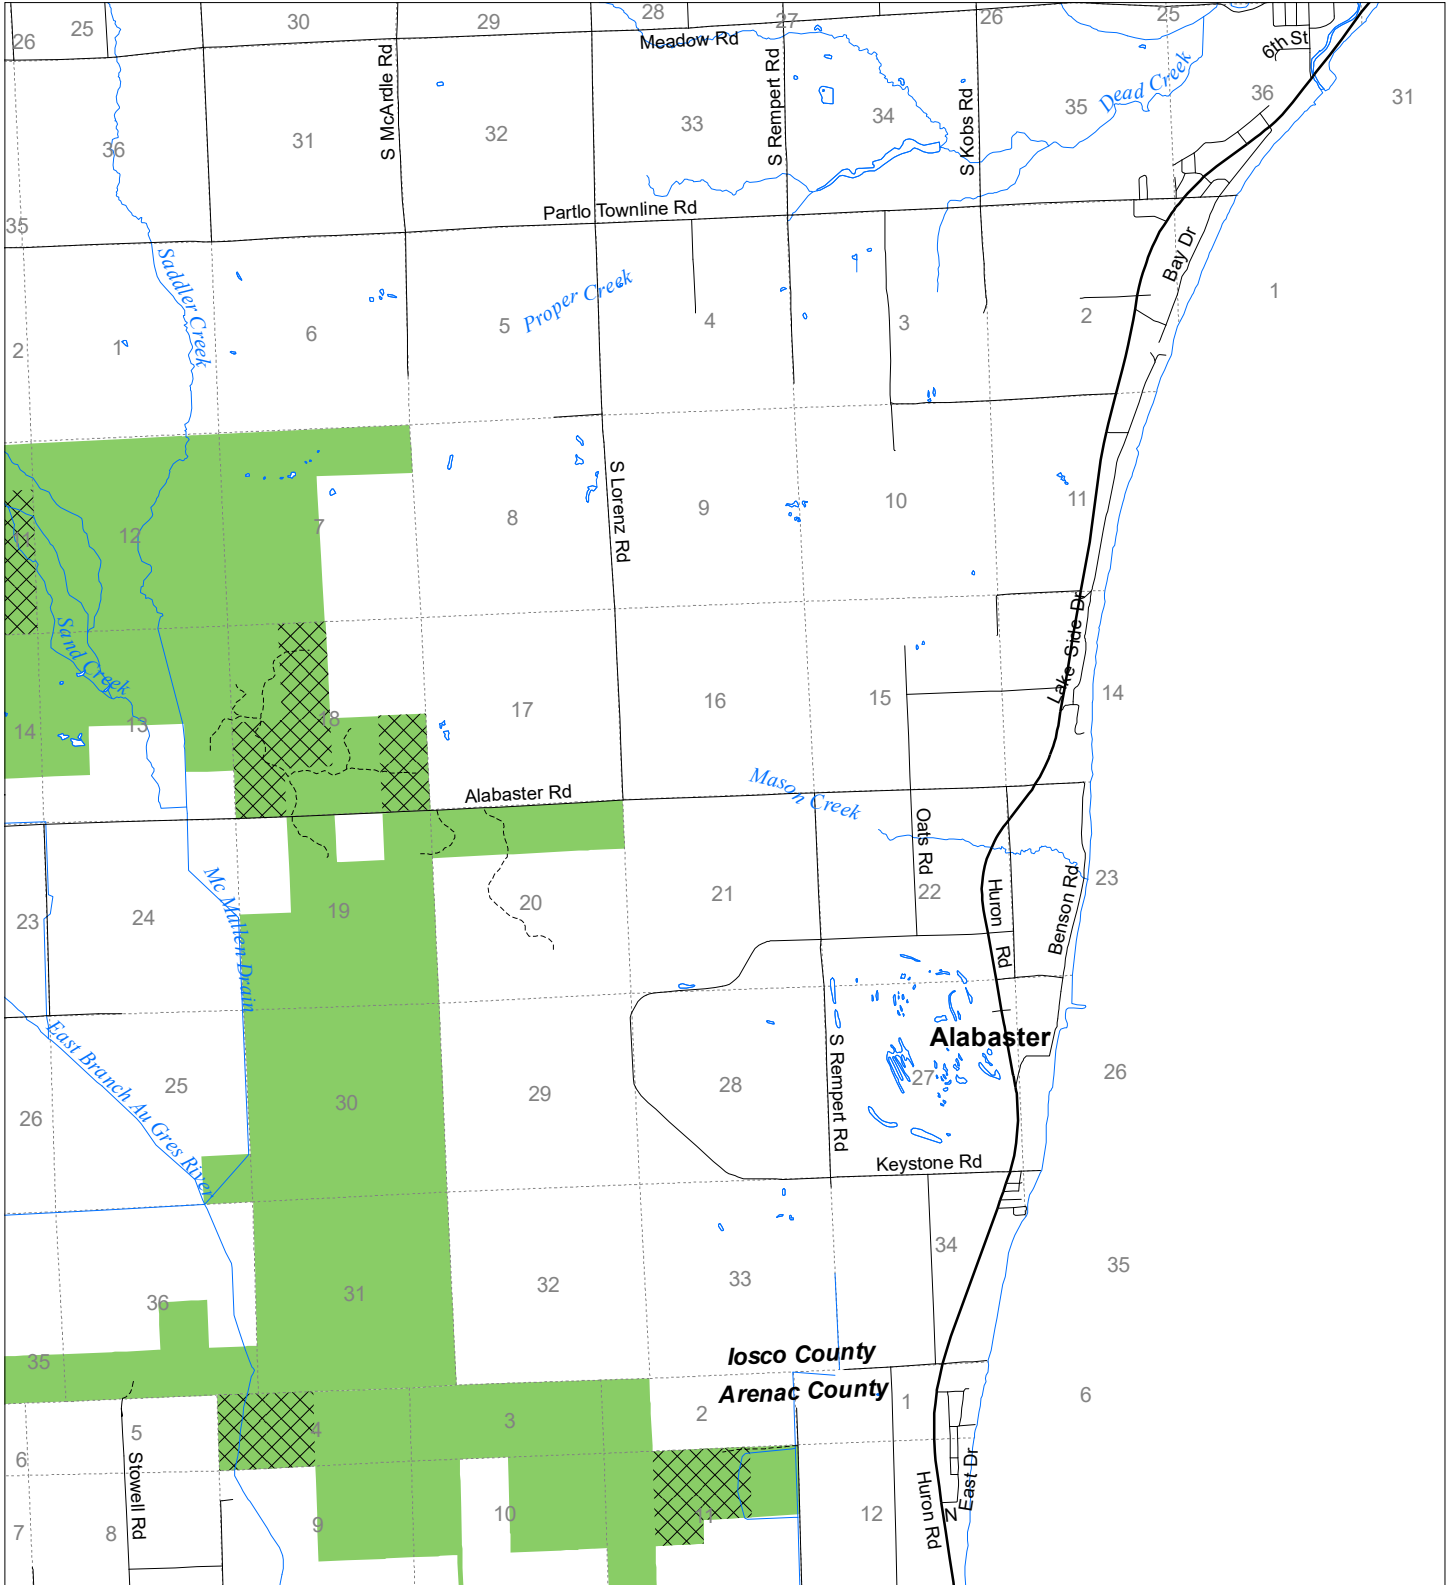 26
25
30
29
28
27
26
25
S McArdle Rd
Meadow Rd
S Rempert Rd
6th St
36
31
32
33
34
S Kobs Rd
35
Dead Creek
36
31
35
Partlo Townline Rd
Bay Dr
Saddler Creek
Proper Creek
2
1
6
5
4
3
2
1
S Lorenz Rd
11
12
7
8
9
10
11
Lake Side Dr
Sand Creek
14
13
18
17
16
15
14
Alabaster Rd
Mason Creek
Oats Rd
Huron Rd
Benson Rd
23
24
Mc Mullen Drain
19
20
21
22
23
Alabaster
East Branch Au Gres River
26
25
30
29
28
S Rempert Rd
27
26
Keystone Rd
35
36
31
32
33
34
35
Iosco County
Arenac County
6
5
4
3
2
1
6
Stowell Rd
Huron Rd
East Dr
N
7
8
9
10
11
12